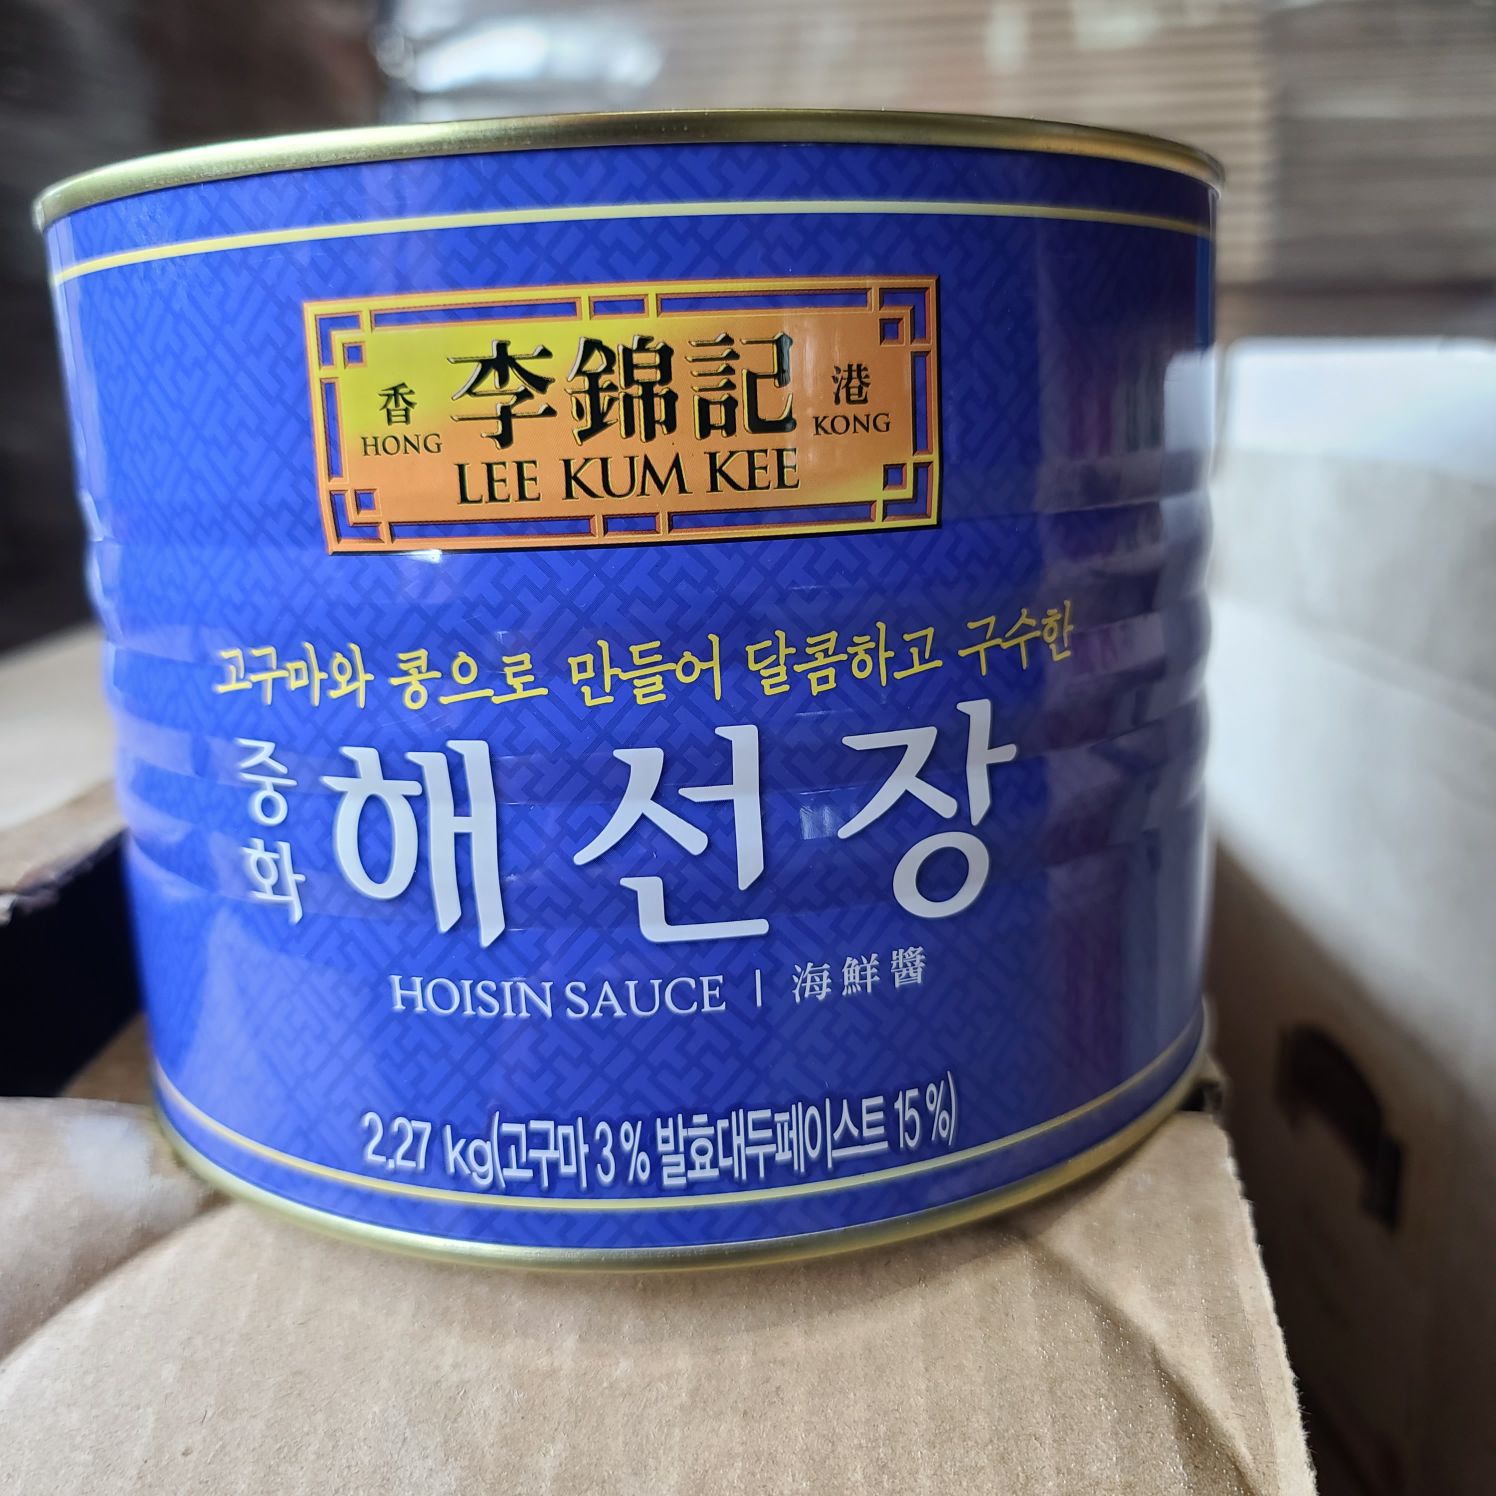 香 李錦記 港
HONG LEE KUM KEE KONG
고구마와 콩으로 만들어 달콤하고 구수한
중화 해선장
HOISIN SAUCE | 海鮮醬
2.27 kg(고구마 3 % 발효대두페이스트 15 %)